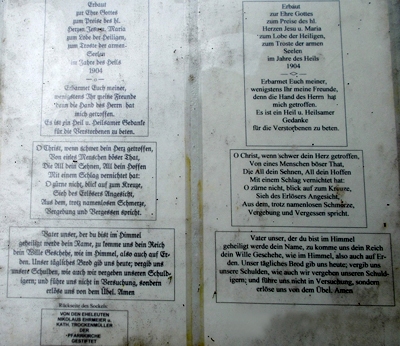 Erbaut
zur Ehre Gottes
zum Preise des hl.
Herzen Jesu u. Maria
zum Lobe der Heiligen,
zum Troste der armen
Seelen
im Jahre des Heils
1904
Erbarmet Euch meiner,
wenigstens Ihr meine Freunde
denn die Hand des Herrn hat
mich getroffen.
Es ist ein Heil u. Heilsamer Gedanke
für die Verstorbenen zu beten.
O Christ, wenn schwer dein Herz getroffen,
Von eines Menschen böser That,
Die All dein Sehnen, All dein Hoffen
Mit einem Schlag vernichtet hat:
O zürne nicht, blick auf zum Kreuze,
Sieh des Erlösers Angesicht,
Aus dem, trotz namenlosen Schmerze,
Vergebung und Vergessen spricht.
Vater unser, der du bist im Himmel
geheiligt werde dein Name, zu komme uns dein Reich
dein Wille Geschehe, wie im Himmel, also auch auf Er-
den. Unser tägliches Brod gib uns heute; vergib uns
unsere Schulden, wie auch wir vergeben unseren Schuld-
igern; und führe uns nicht in Versuchung, sondern
erlöse uns von dem Übel. Amen
VON DEN EHELEUTEN
NIKOLAUS EHRMEIER u.
KATH. TROCKENMÜLLER
DER
PFARRKIRCHE
GESTIFTET
Erbaut
zur Ehre Gottes
zum Preise des hl.
Herzen Jesu u. Maria
zum Lobe der Heiligen,
zum Troste der armen
Seelen
im Jahre des Heils
1904
Erbarmet Euch meiner,
wenigstens Ihr meine Freunde,
denn die Hand des Herrn hat
mich getroffen.
Es ist ein Heil u. Heilsamer
Gedanke
für die Verstorbenen zu beten.
O Christ, wenn schwer dein Herz getroffen,
Von eines Menschen böser That,
Die All dein Sehnen, All dein Hoffen
Mit einem Schlag vernichtet hat:
O zürne nicht, blick auf zum Kreuze,
Sich des Erlösers Angesicht,
Aus dem, trotz namenlosen Schmerze,
Vergebung und Vergessen spricht.
Vater unser, der du bist im Himmel
geheiligt werde dein Name, zu komme uns dein Reich
dein Wille Geschehe, wie im Himmel, also auch auf Er-
den. Unser tägliches Brod gib uns heute; vergib uns
unsere Schulden, wie auch wir vergeben unseren Schuld-
igern; und führe uns nicht in Versuchung, sondern
erlöse uns von dem Übel. Amen